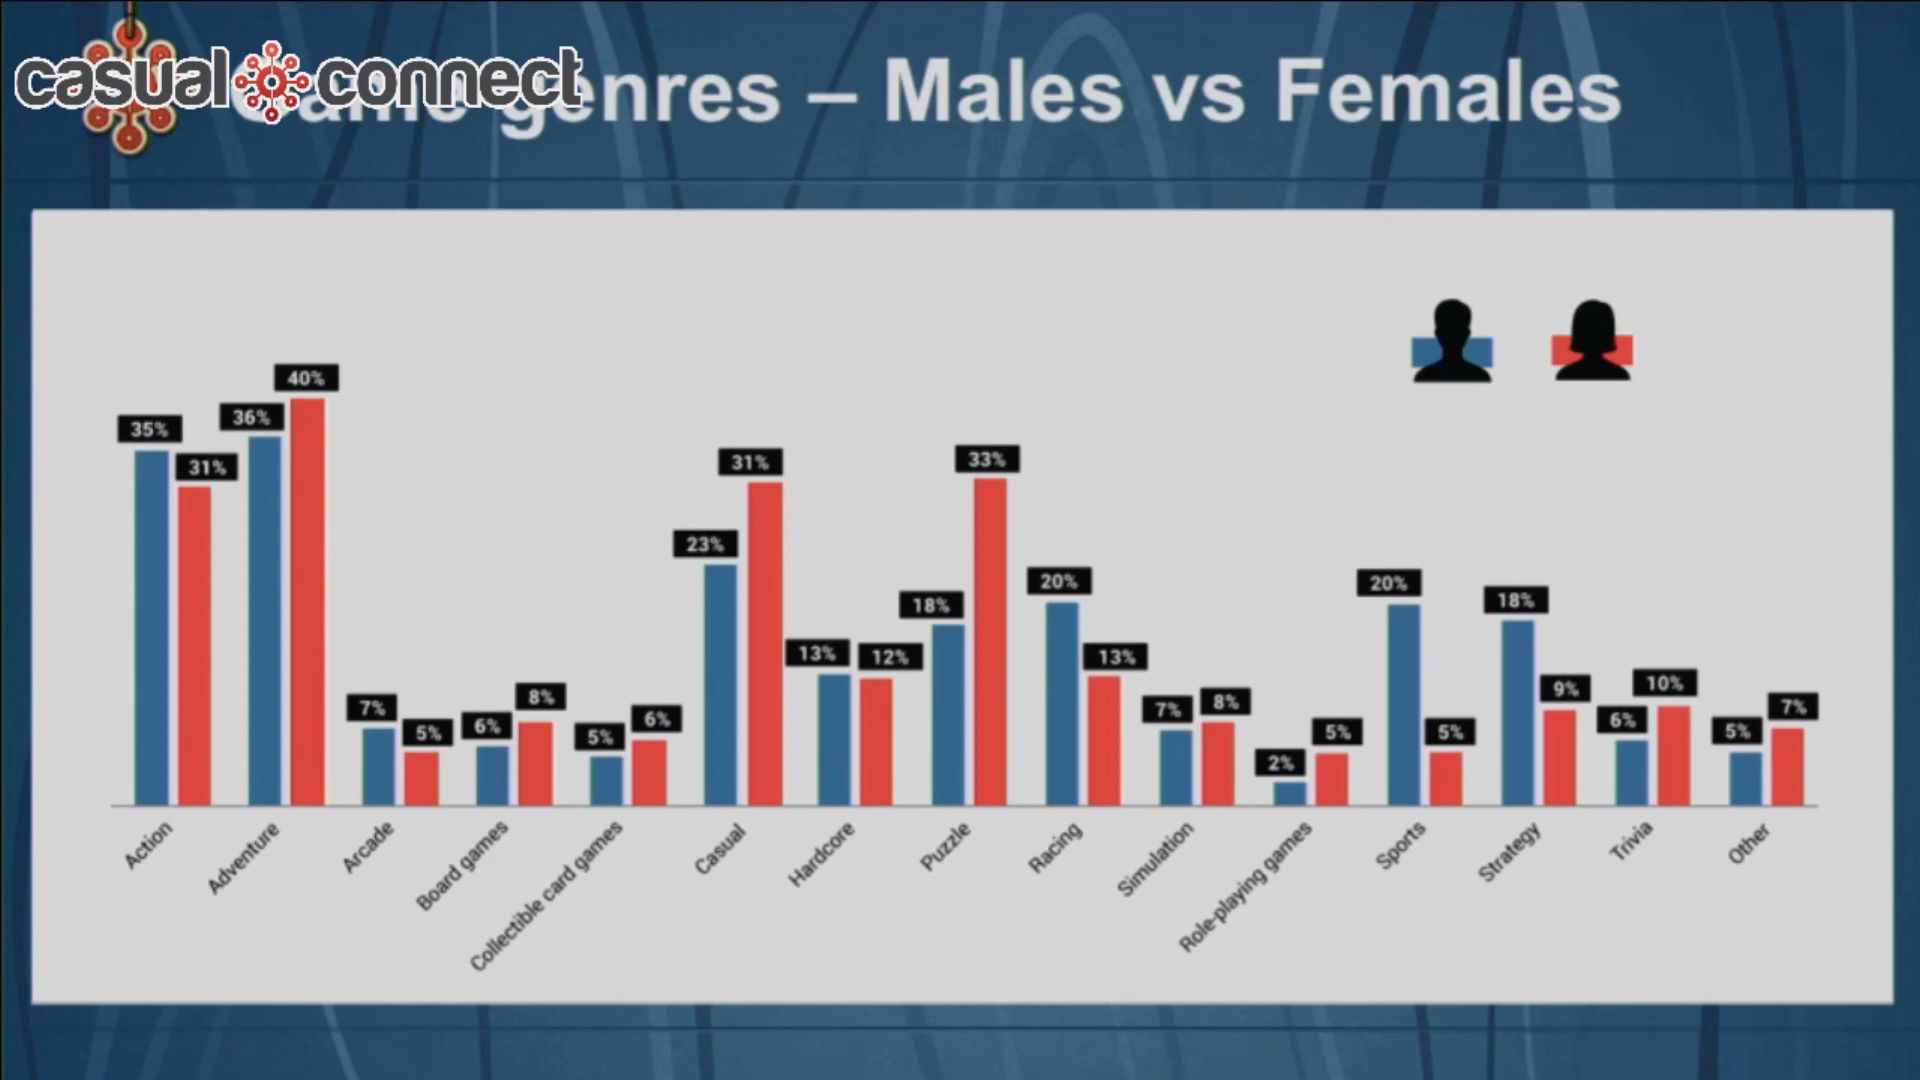 casual connect
Game genres – Males vs Females
40%
36%
35%
31%
31%
33%
23%
20%
20%
18%
18%
13%
12%
13%
7%
5%
6%
8%
5%
6%
7%
8%
2%
5%
5%
9%
6%
10%
5%
7%
Action
Adventure
Arcade
Board games
Collectible card games
Casual
Hardcore
Puzzle
Racing
Simulation
Role-playing games
Sports
Strategy
Trivia
Other